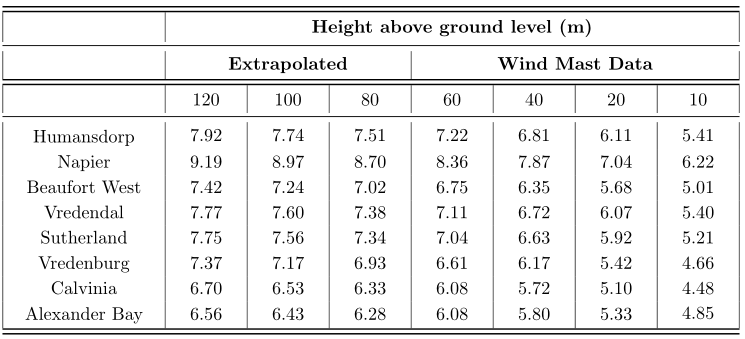 Height above ground level (m)
Extrapolated Wind Mast Data
120 100 80 60 40 20 10
Humansdorp 7.92 7.74 7.51 7.22 6.81 6.11 5.41
Napier 9.19 8.97 8.70 8.36 7.87 7.04 6.22
Beaufort West 7.42 7.24 7.02 6.75 6.35 5.68 5.01
Vredendal 7.77 7.60 7.38 7.11 6.72 6.07 5.40
Sutherland 7.75 7.56 7.34 7.04 6.63 5.92 5.21
Vredenburg 7.37 7.17 6.93 6.61 6.17 5.42 4.66
Calvinia 6.70 6.53 6.33 6.08 5.72 5.10 4.48
Alexander Bay 6.56 6.43 6.28 6.08 5.80 5.33 4.85